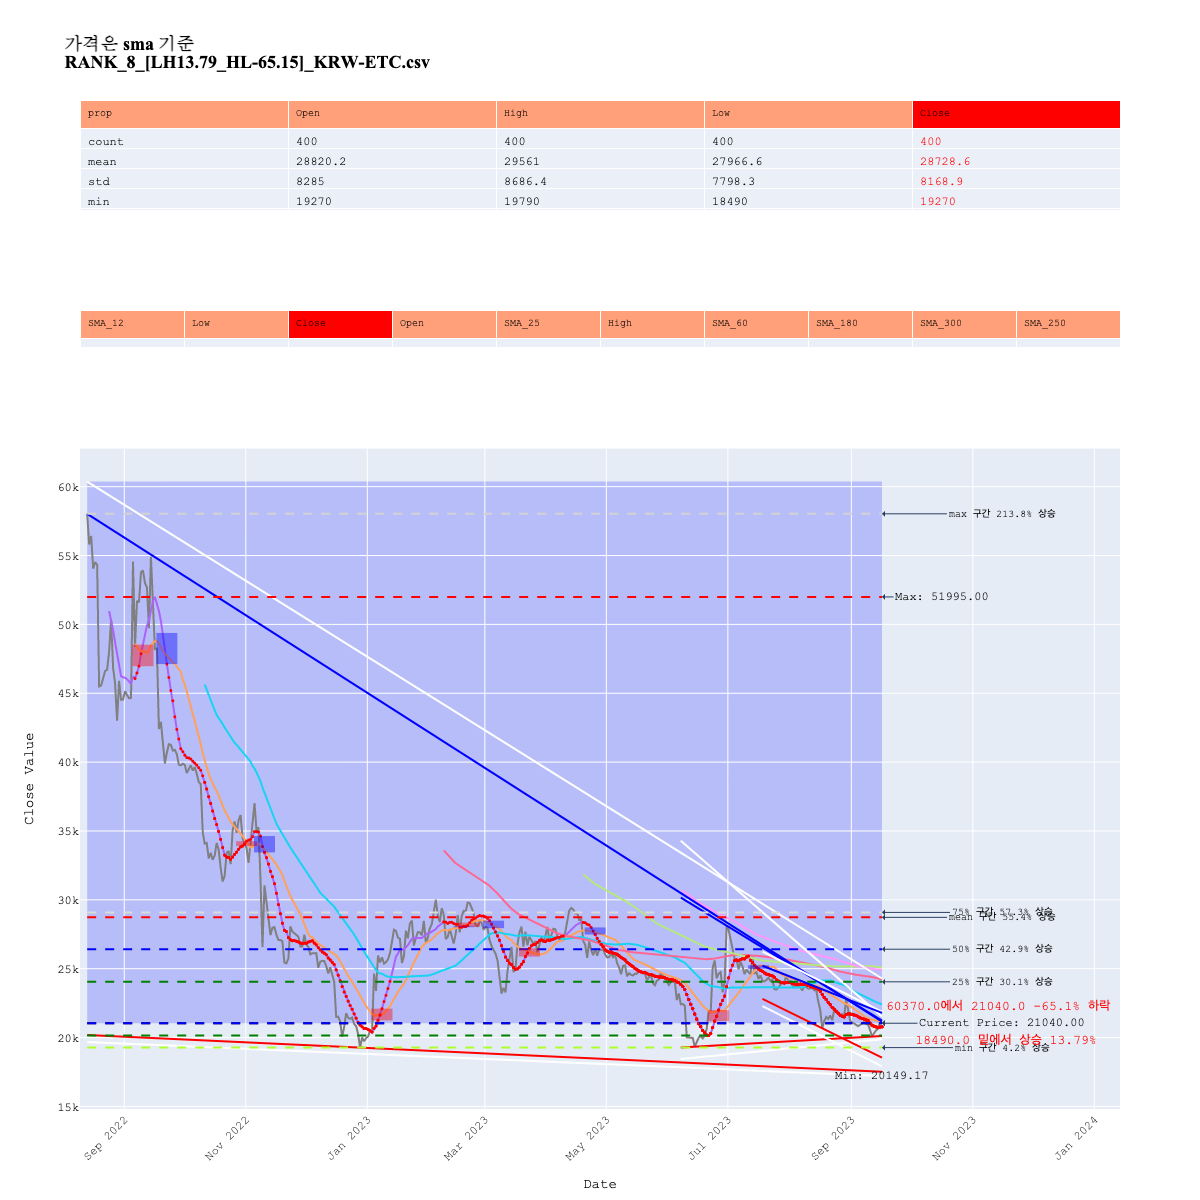 가격은 sma 기준
RANK_8_[LH13.79_HL-65.15]_KRW-ETC.csv
prop Open High Low Close
count 400 400 400 400
mean 28820.2 29561 27966.6 28728.6
std 8285 8686.4 7798.3 8168.9
min 19270 19790 18490 19270
SMA_12 Low Close Open SMA_25 High SMA_60 SMA_180 SMA_300 SMA_250
60k
max 구간 213.8% 상승
55k
Max: 51995.00
50k
45k
40k
35k
30k
75% 구간 57.3% 상승
mean 구간 55.4% 상승
50% 구간 42.9% 상승
25k
25% 구간 30.1% 상승
60370.0에서 21040.0 -65.1% 하락
Current Price: 21040.00
20k
18490.0 밑에서 상승 13.79%
min 구간 4.2% 상승
Min: 20149.17
15k
Close Value
Sep 2022 Nov 2022 Jan 2023 Mar 2023 May 2023 Jul 2023 Sep 2023 Nov 2023 Jan 2024
Date